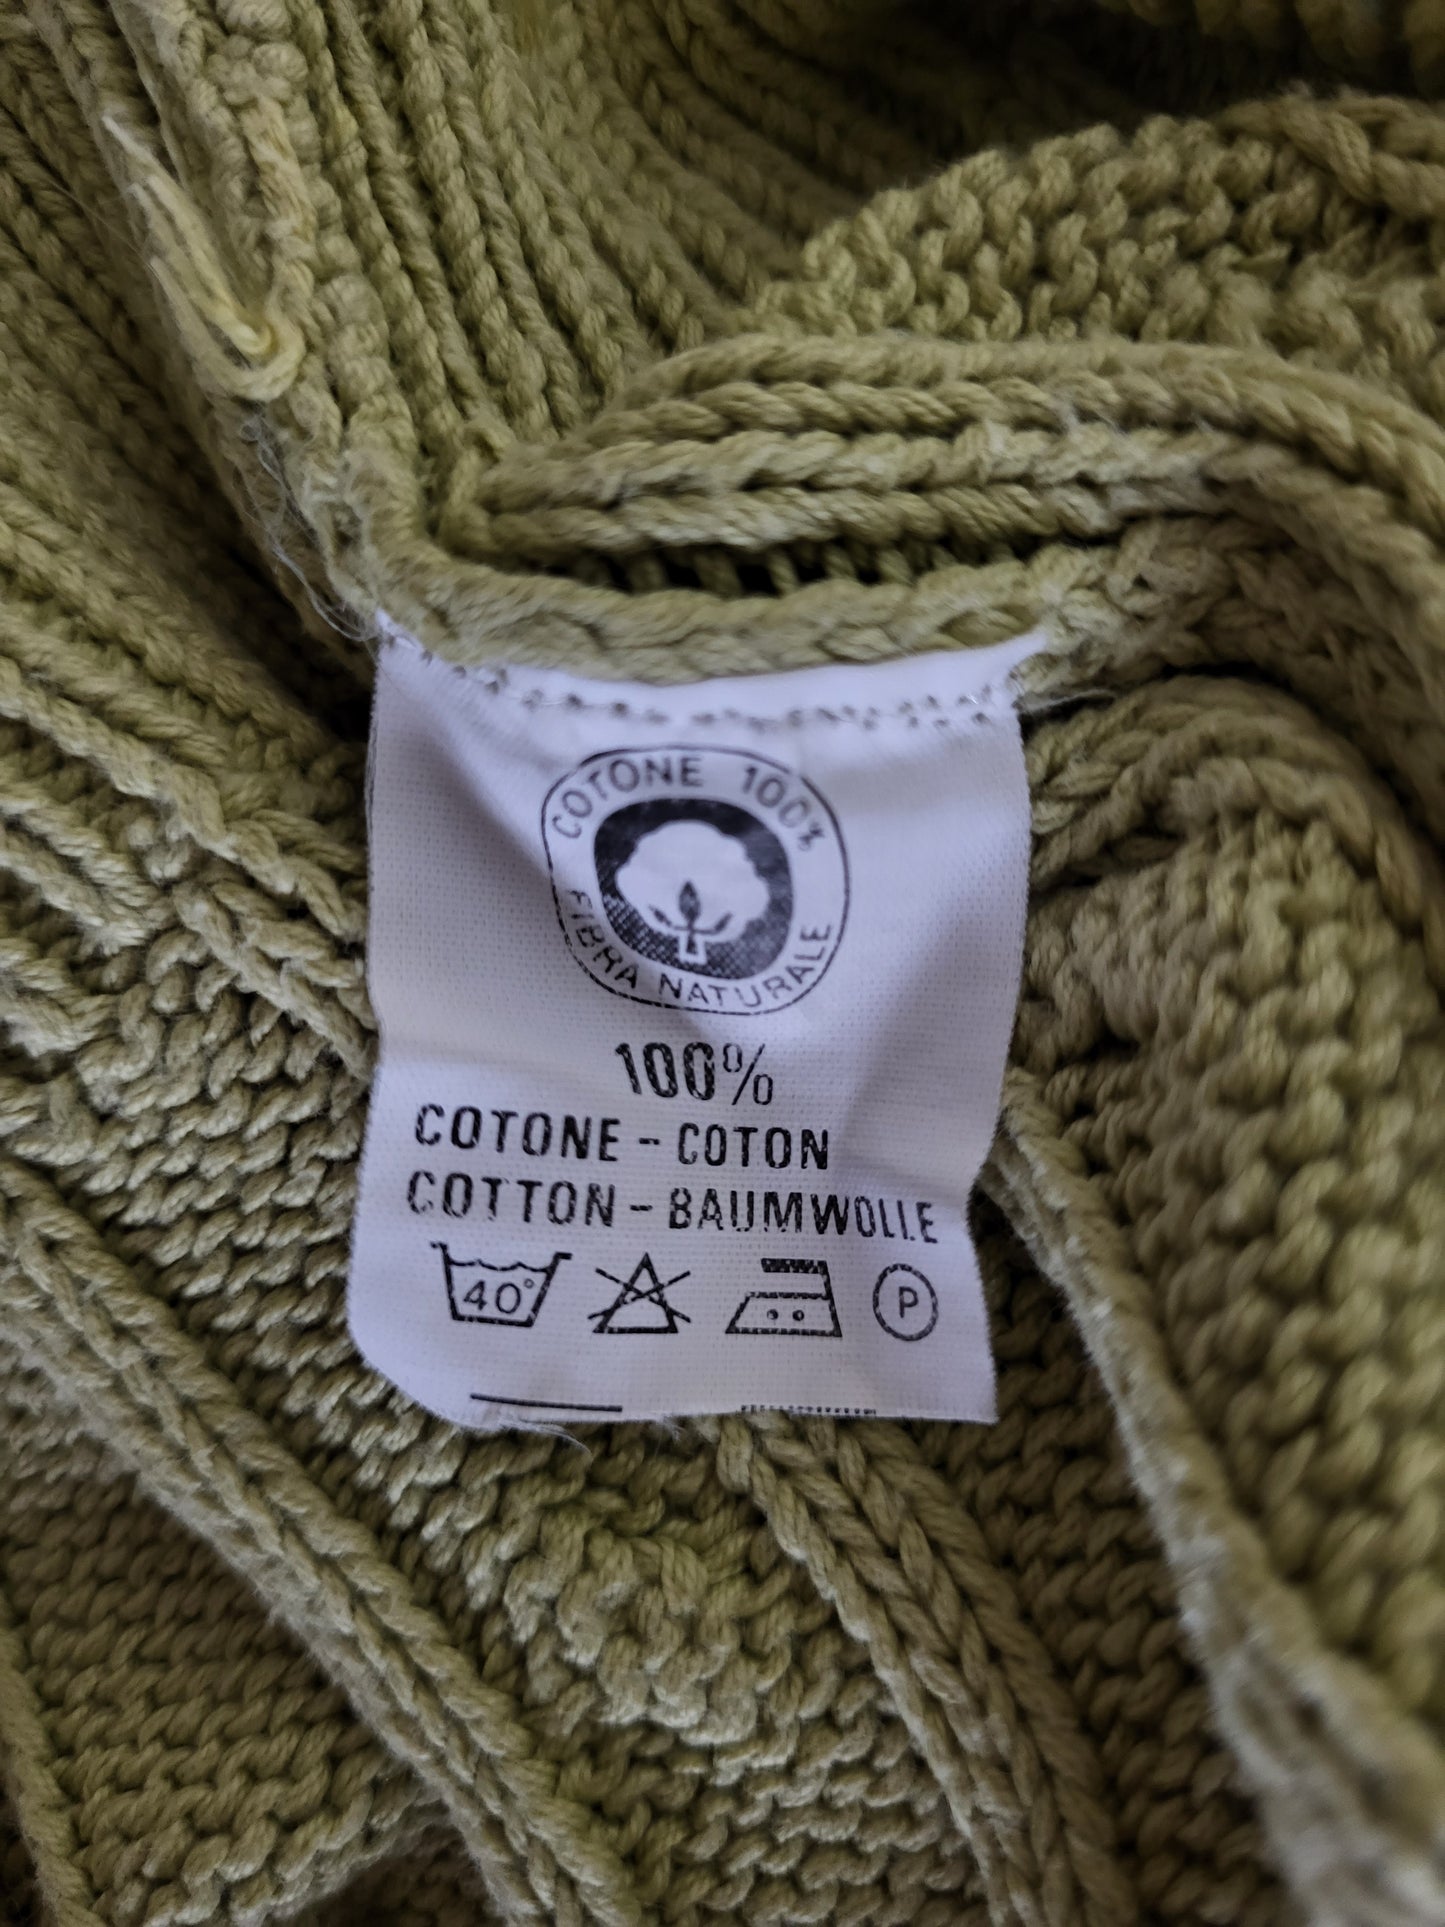 COTONE 100%
FIBRA NATURALE
100%
COTONE - COTON
COTTON - BAUMWOLLE
40°
P